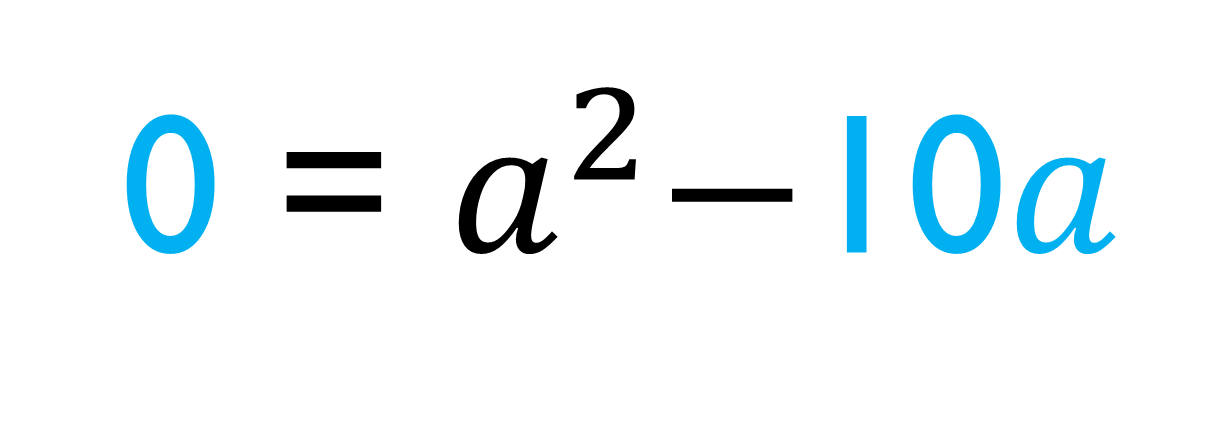 0 = a² − 10a